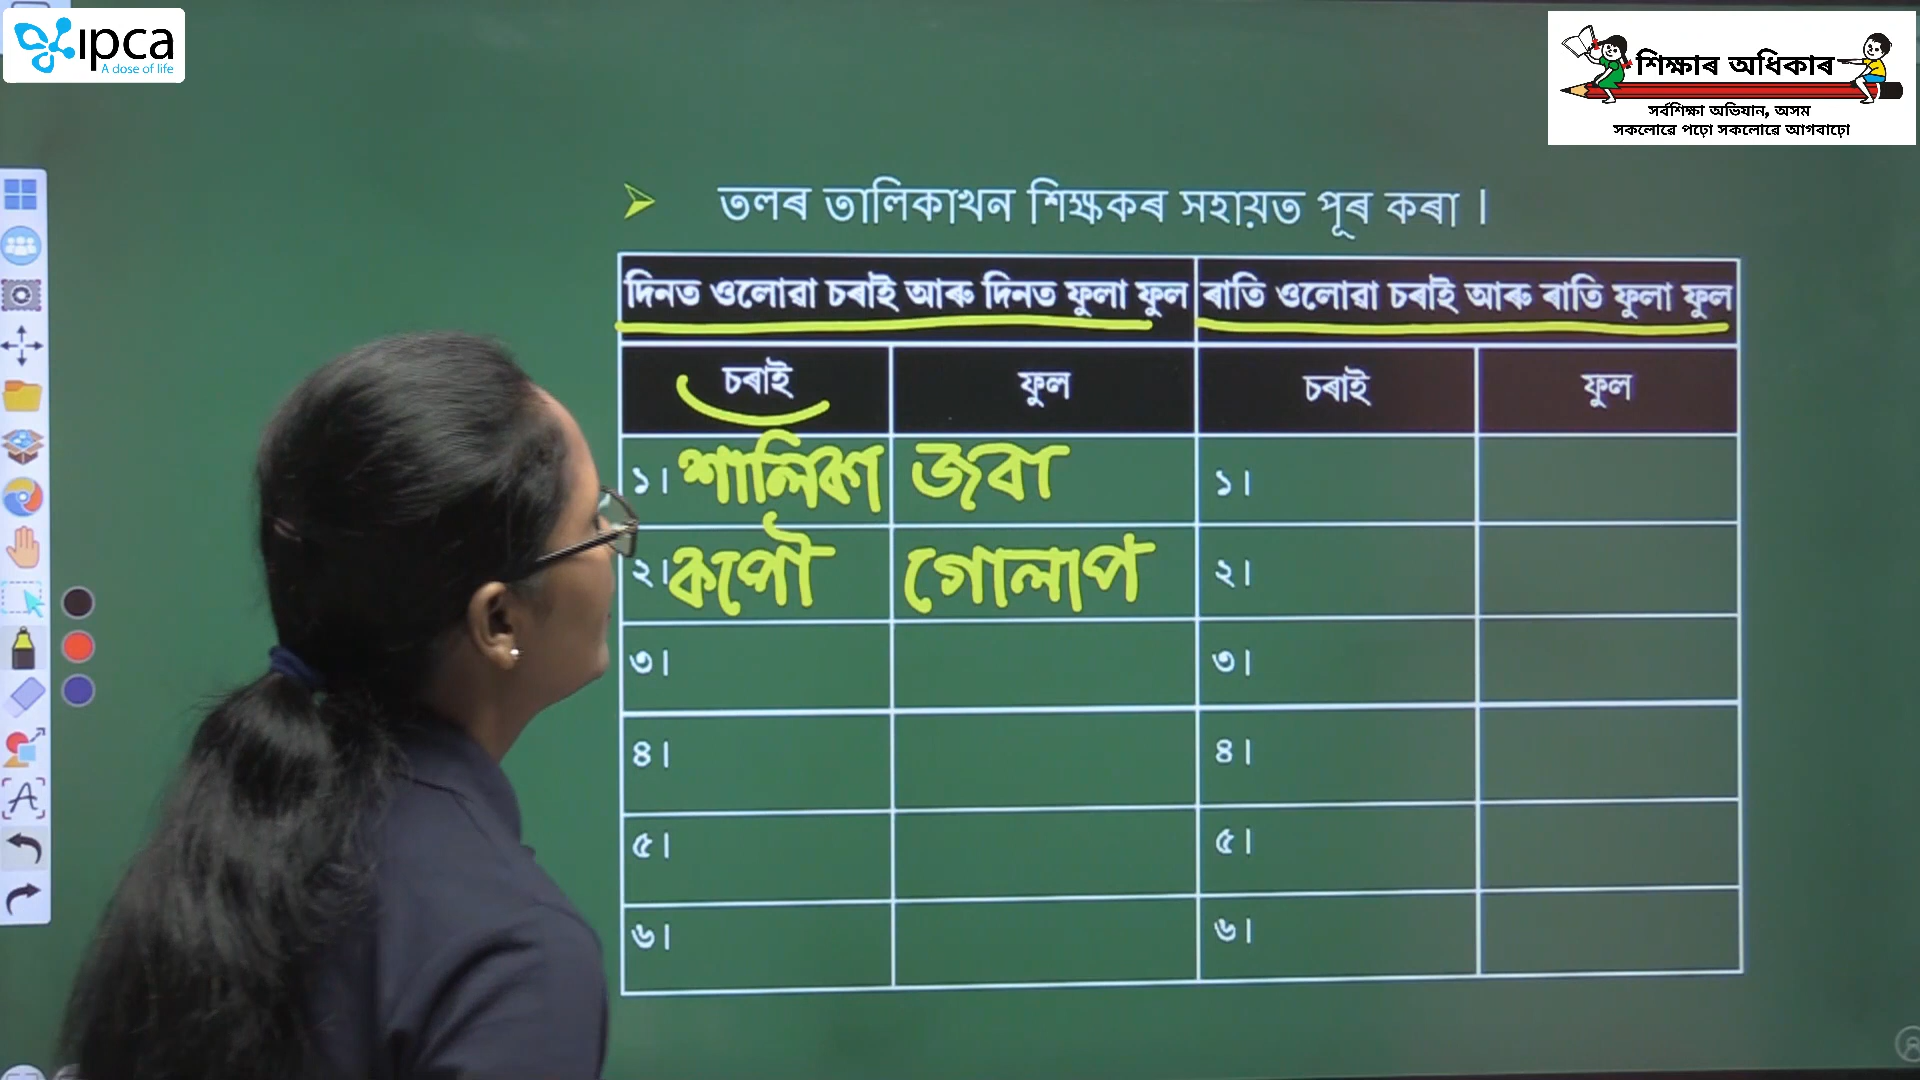 ipca
A dose of life
শিক্ষাৰ অধিকাৰ
সৰ্বশিক্ষা অভিযান, অসম
সকলোৱে পঢ়ো সকলোৱে আগবাঢ়ো
তলৰ তালিকাখন শিক্ষকৰ সহায়ত পূৰ কৰা ।
দিনত ওলোৱা চৰাই আৰু দিনত ফুলা ফুল ৰাতি ওলোৱা চৰাই আৰু ৰাতি ফুলা ফুল
চৰাই ফুল চৰাই ফুল
১। শালিকা জবা ১।
২। কপৌ গোলাপ ২।
৩। ৩।
৪। ৪।
৫। ৫।
৬। ৬।